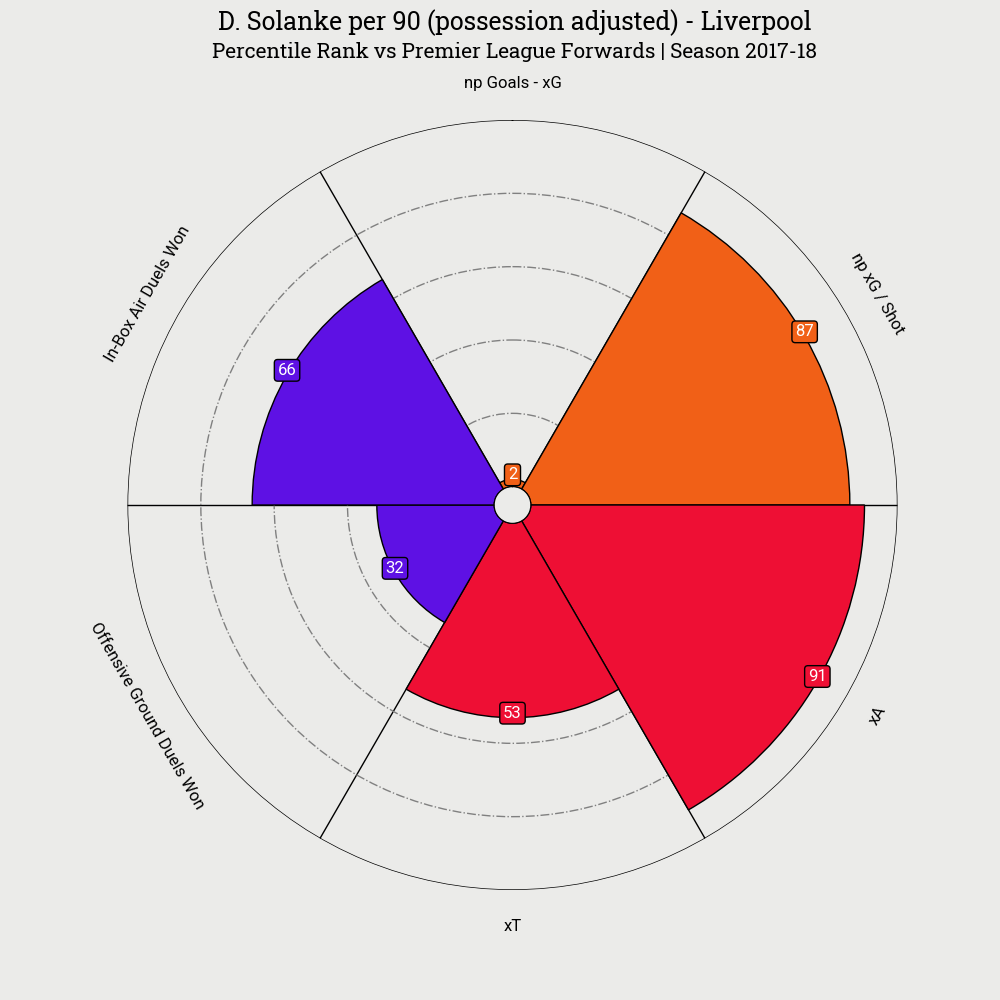 D. Solanke per 90 (possession adjusted) - Liverpool
Percentile Rank vs Premier League Forwards | Season 2017-18
np Goals - xG
np xG / Shot
xA
xT
Offensive Ground Duels Won
In-Box Air Duels Won
2
87
91
53
32
66